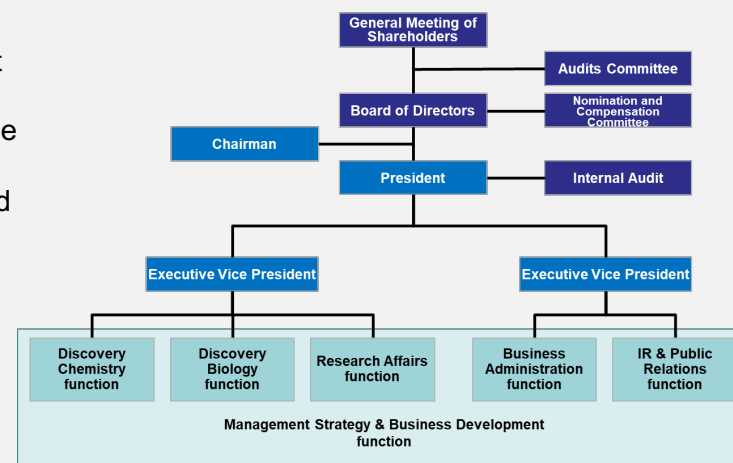 General Meeting of
Shareholders
t
Audits Committee
Board of Directors
Nomination and
Compensation
Committee
e
Chairman
President
Internal Audit
d
Executive Vice President
Executive Vice President
Discovery
Chemistry
function
Discovery
Biology
function
Research Affairs
function
Business
Administration
function
IR & Public
Relations
function
Management Strategy & Business Development
function